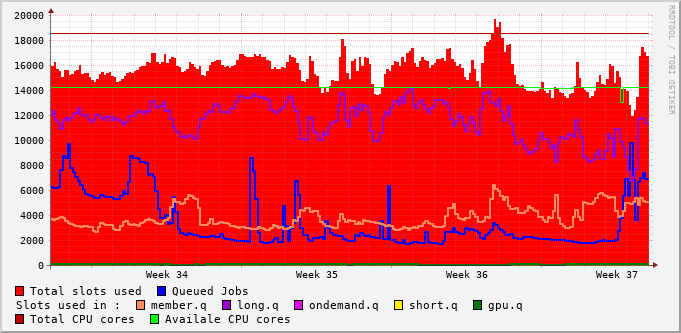 20000
18000
16000
14000
12000
10000
8000
6000
4000
2000
0
Week 34 Week 35 Week 36 Week 37
Total slots used Queued Jobs
Slots used in : member.q long.q ondemand.q short.q gpu.q
Total CPU cores Availale CPU cores
RRDTOOL / TOBI OETIKER